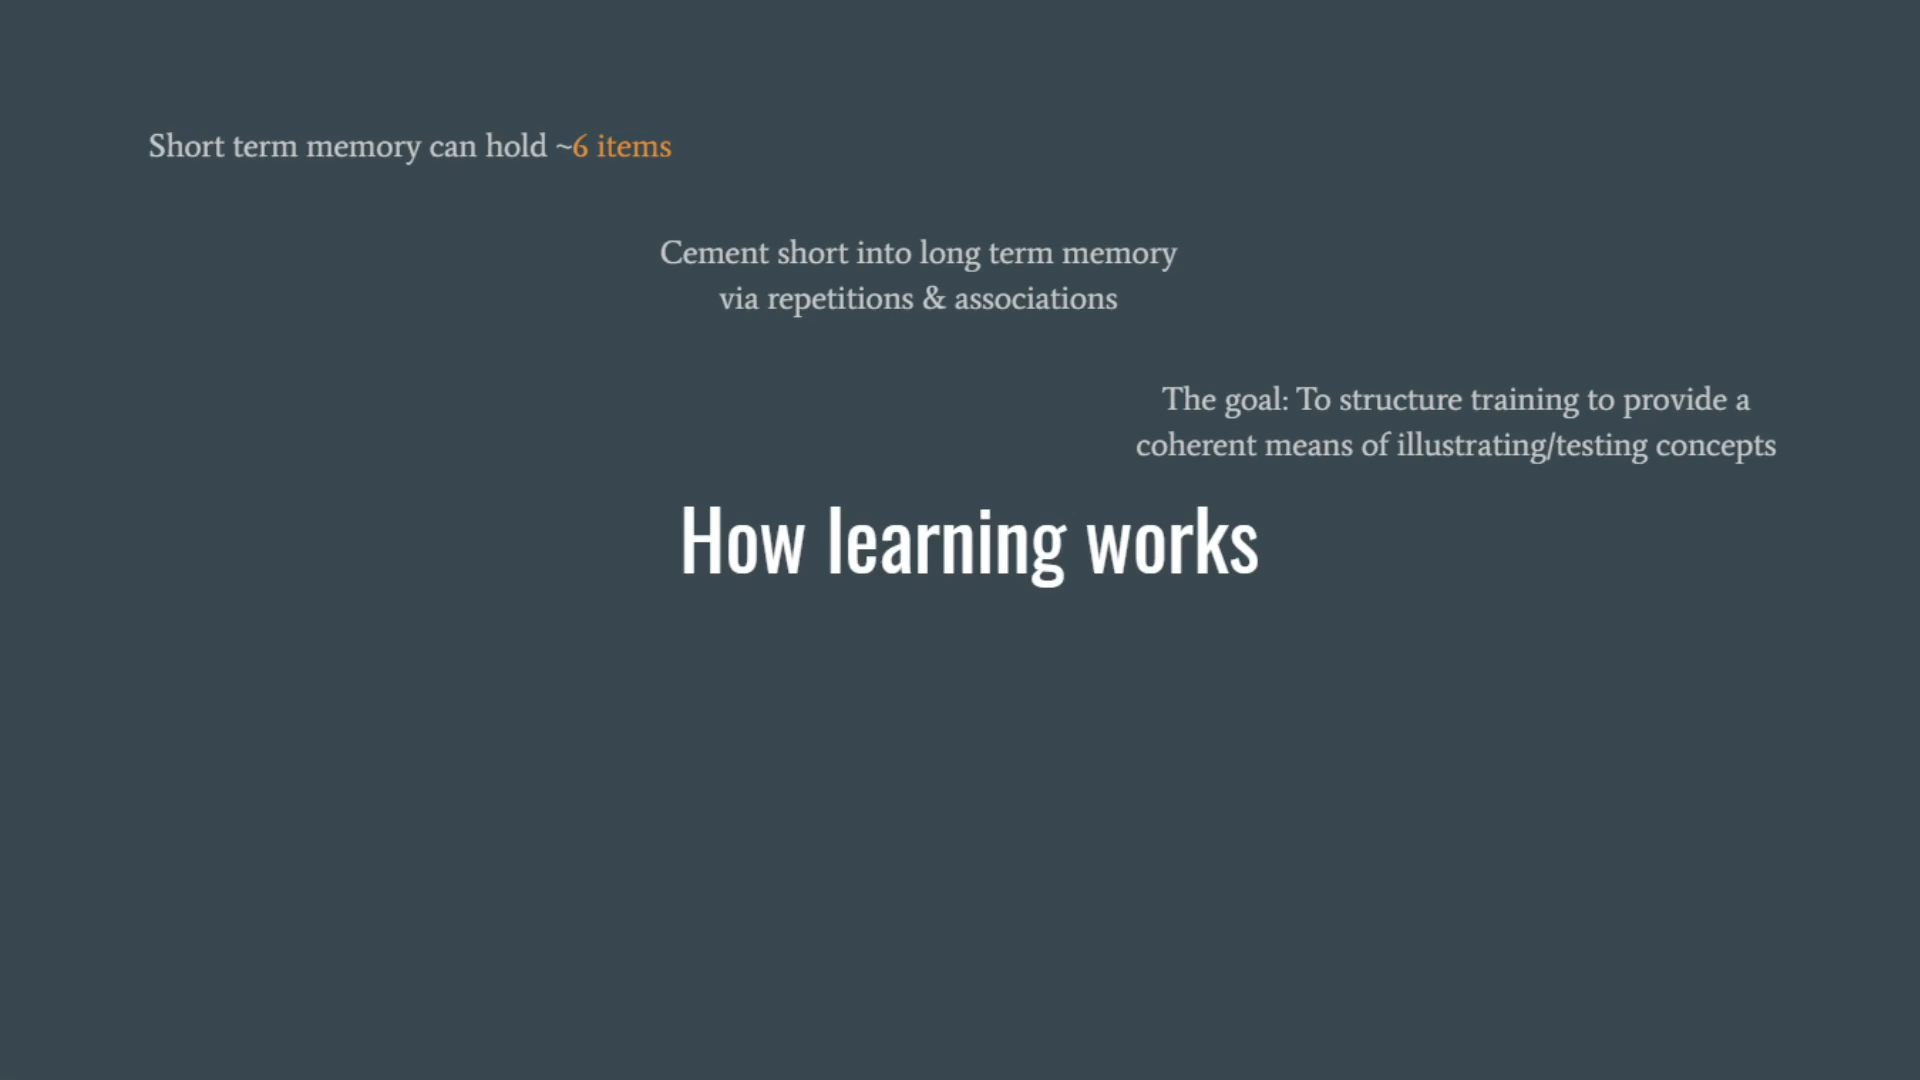 Short term memory can hold ~6 items
Cement short into long term memory
via repetitions & associations
The goal: To structure training to provide a
coherent means of illustrating/testing concepts
How learning works